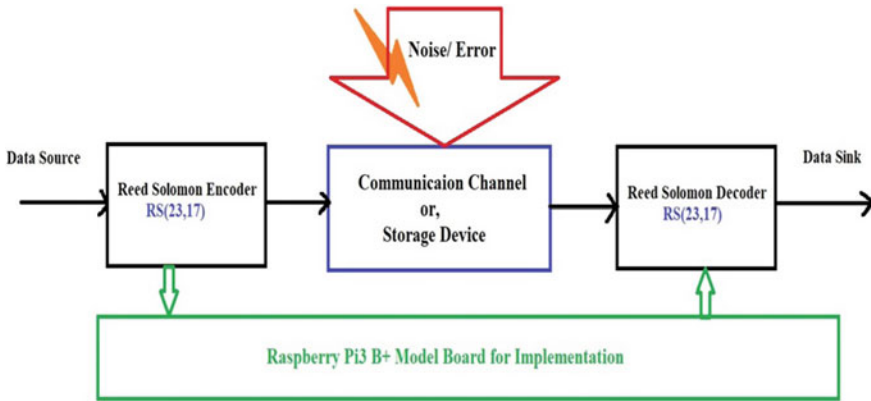 Noise/ Error
Data Source
Reed Solomon Encoder
RS(23,17)
Communicaion Channel
or,
Storage Device
Reed Solomon Decoder
RS(23,17)
Data Sink
Raspberry Pi3 B+ Model Board for Implementation